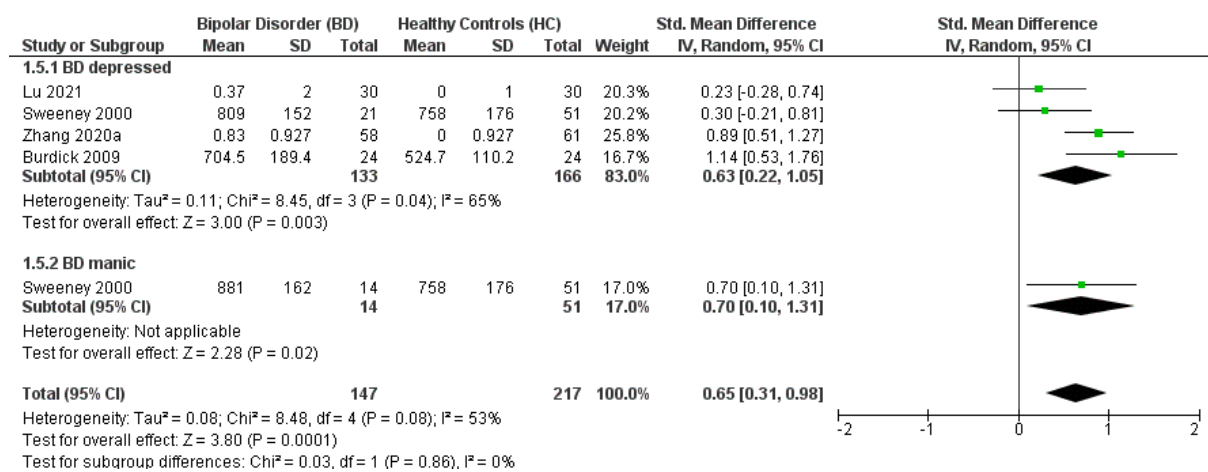 Bipolar Disorder (BD) Healthy Controls (HC) Std. Mean Difference Std. Mean Difference
Study or Subgroup Mean SD Total Mean SD Total Weight IV, Random, 95% CI IV, Random, 95% CI
1.5.1 BD depressed
Lu 2021 0.37 2 30 0 1 30 20.3% 0.23 [-0.28, 0.74]
Sweeney 2000 809 152 21 758 176 51 20.2% 0.30 [-0.21, 0.81]
Zhang 2020a 0.83 0.927 58 0 0.927 61 25.8% 0.89 [0.51, 1.27]
Burdick 2009 704.5 189.4 24 524.7 110.2 24 16.7% 1.14 [0.53, 1.76]
Subtotal (95% CI) 133 166 83.0% 0.63 [0.22, 1.05]
Heterogeneity: Tau² = 0.11; Chi² = 8.45, df = 3 (P = 0.04); I² = 65%
Test for overall effect: Z = 3.00 (P = 0.003)
1.5.2 BD manic
Sweeney 2000 881 162 14 758 176 51 17.0% 0.70 [0.10, 1.31]
Subtotal (95% CI) 14 51 17.0% 0.70 [0.10, 1.31]
Heterogeneity: Not applicable
Test for overall effect: Z = 2.28 (P = 0.02)
Total (95% CI) 147 217 100.0% 0.65 [0.31, 0.98]
Heterogeneity: Tau² = 0.08; Chi² = 8.48, df = 4 (P = 0.08); I² = 53%
Test for overall effect: Z = 3.80 (P = 0.0001)
Test for subgroup differences: Chi² = 0.03, df = 1 (P = 0.86), I² = 0%
-2 -1 0 1 2